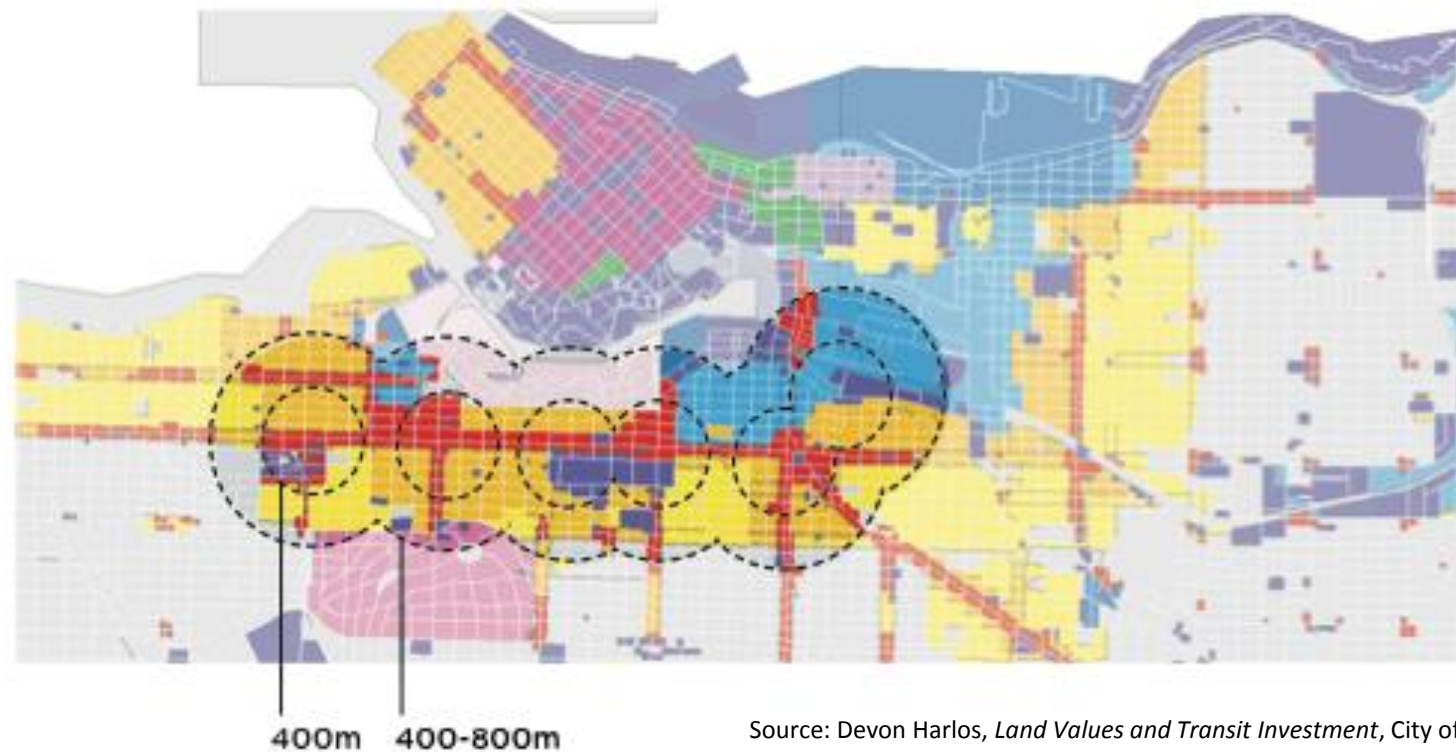 400m 400-800m
Source: Devon Harlos, Land Values and Transit Investment, City of